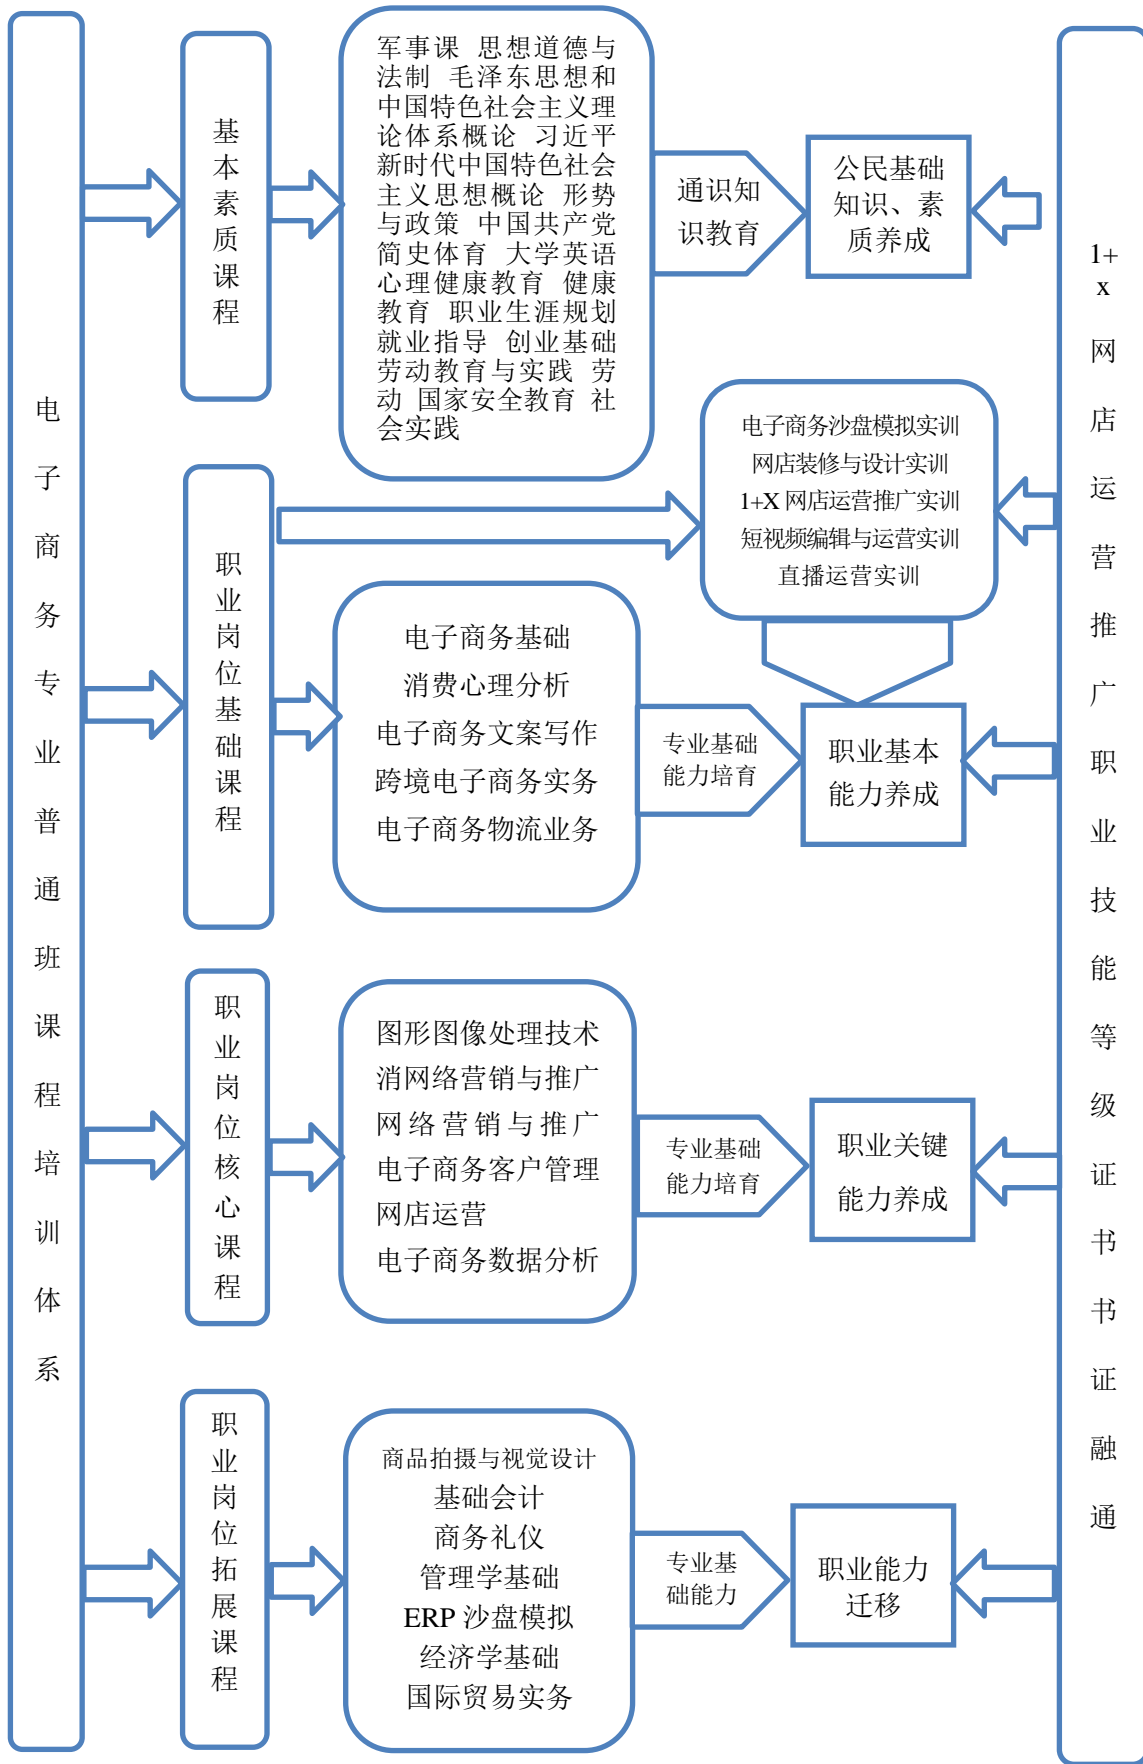 电子商务专业普通班课程培训体系
基本素质课程
军事课 思想道德与
法制 毛泽东思想和
中国特色社会主义理
论体系概论 习近平
新时代中国特色社会
主义思想概论 形势
与政策 中国共产党
简史体育 大学英语
心理健康教育 健康
教育 职业生涯规划
就业指导 创业基础
劳动教育与实践 劳
动 国家安全教育 社
会实践
通识知
识教育
公民基础
知识、素
质养成
职业岗位基础课程
电子商务沙盘模拟实训
网店装修与设计实训
1+X 网店运营推广实训
短视频编辑与运营实训
直播运营实训
电子商务基础
消费心理分析
电子商务文案写作
跨境电子商务实务
电子商务物流业务
专业基础
能力培育
职业基本
能力养成
职业岗位核心课程
图形图像处理技术
消网络营销与推广
网络营销与推广
电子商务客户管理
网店运营
电子商务数据分析
专业基础
能力培育
职业关键
能力养成
职业岗位拓展课程
商品拍摄与视觉设计
基础会计
商务礼仪
管理学基础
ERP 沙盘模拟
经济学基础
国际贸易实务
专业基
础能力
职业能力
迁移
1+x 网店运营推广职业技能等级证书书证融通